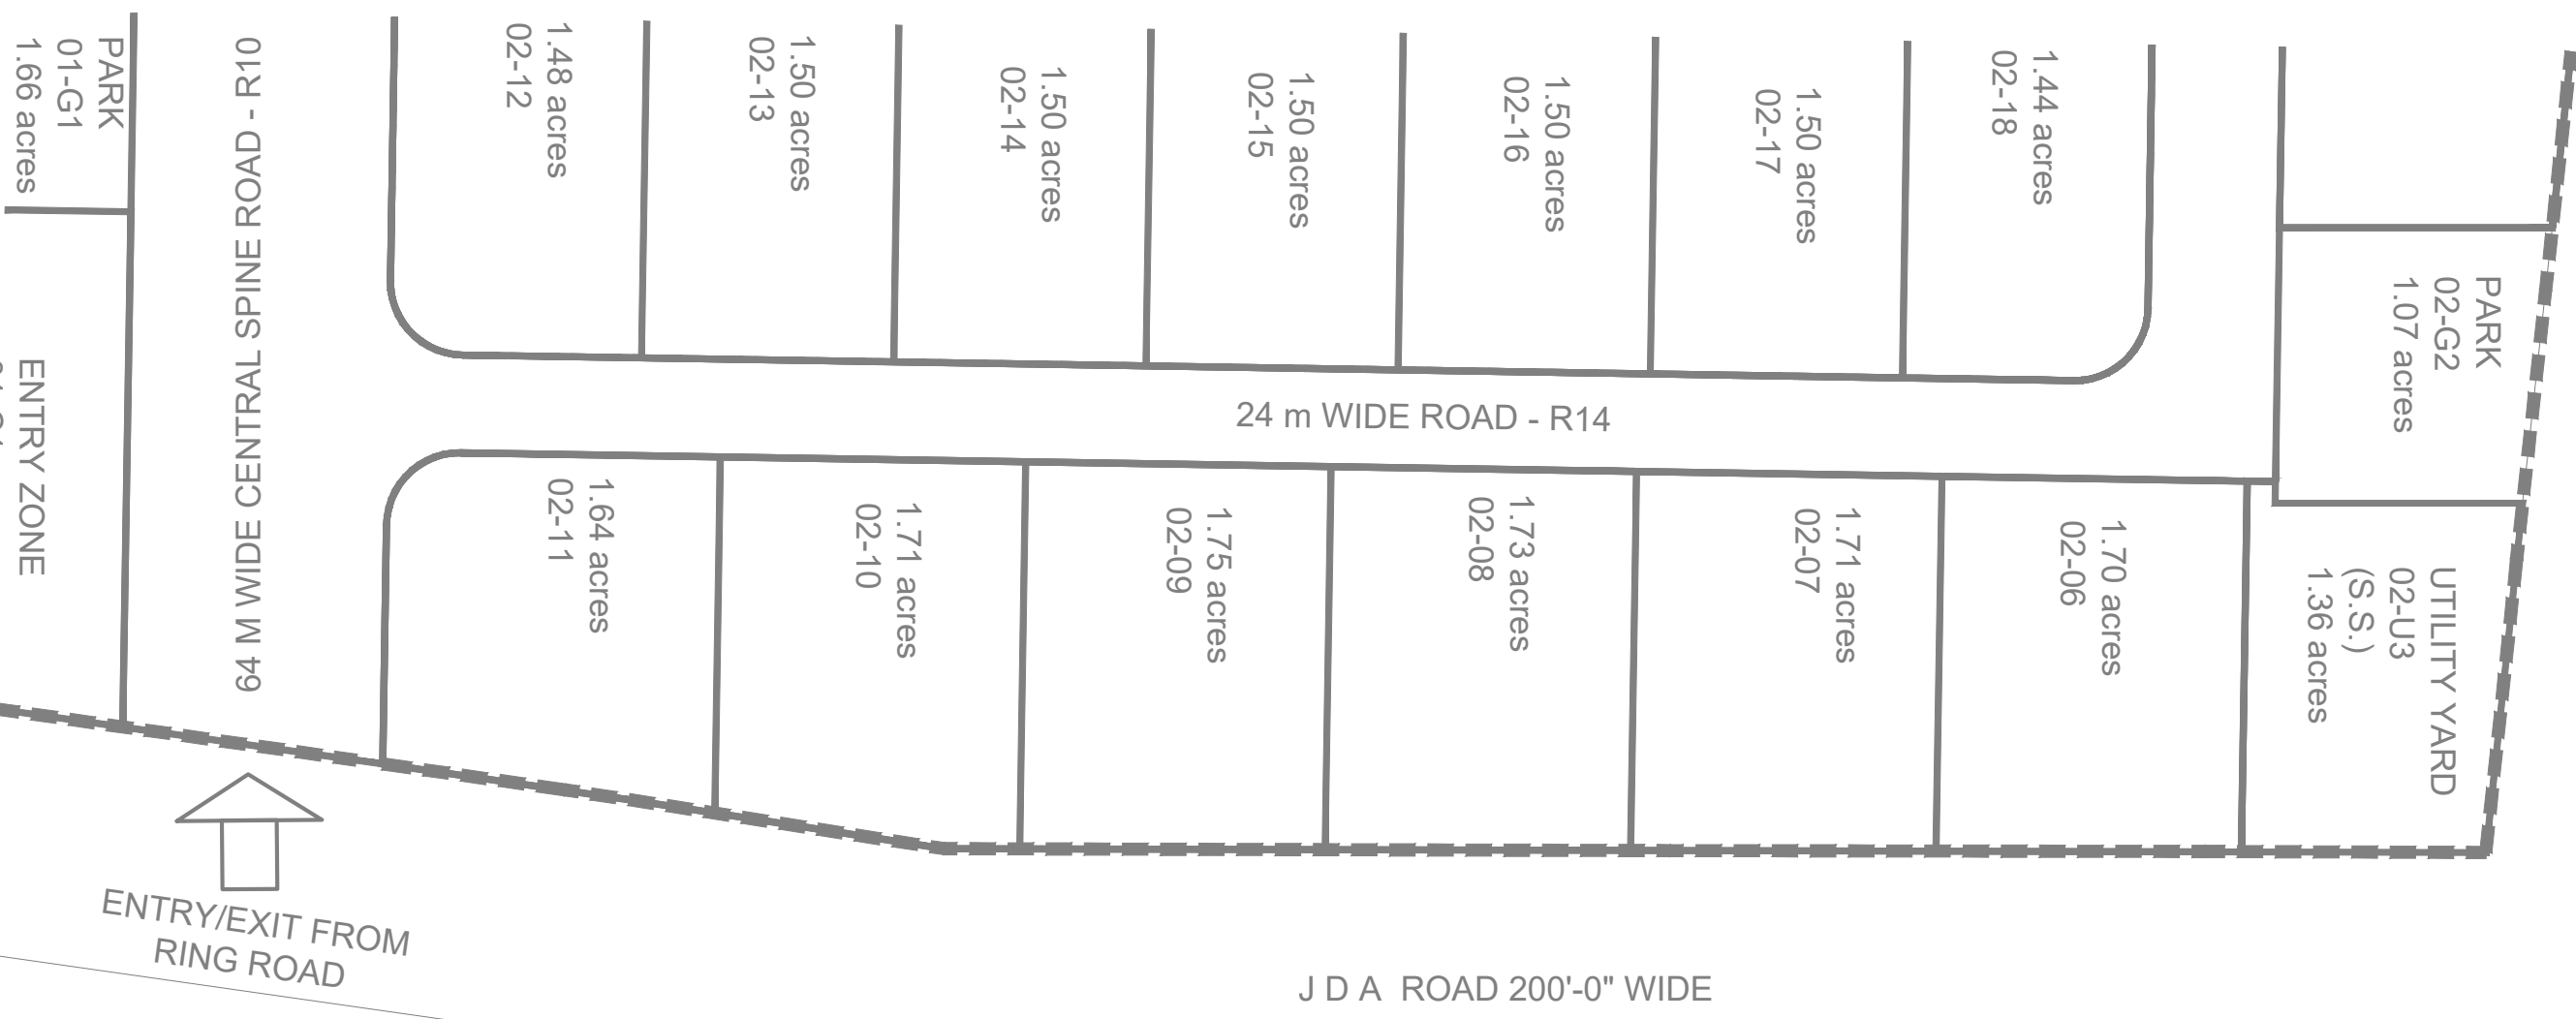 PARK
01-G1
1.66 acres
ENTRY ZONE
64 M WIDE CENTRAL SPINE ROAD - R10
1.48 acres
02-12
1.50 acres
02-13
1.50 acres
02-14
1.50 acres
02-15
1.50 acres
02-16
1.50 acres
02-17
1.44 acres
02-18
PARK
02-G2
1.07 acres
24 m WIDE ROAD - R14
1.64 acres
02-11
1.71 acres
02-10
1.75 acres
02-09
1.73 acres
02-08
1.71 acres
02-07
1.70 acres
02-06
UTILITY YARD
02-U3
(S.S.)
1.36 acres
ENTRY/EXIT FROM
RING ROAD
J D A ROAD 200'-0" WIDE